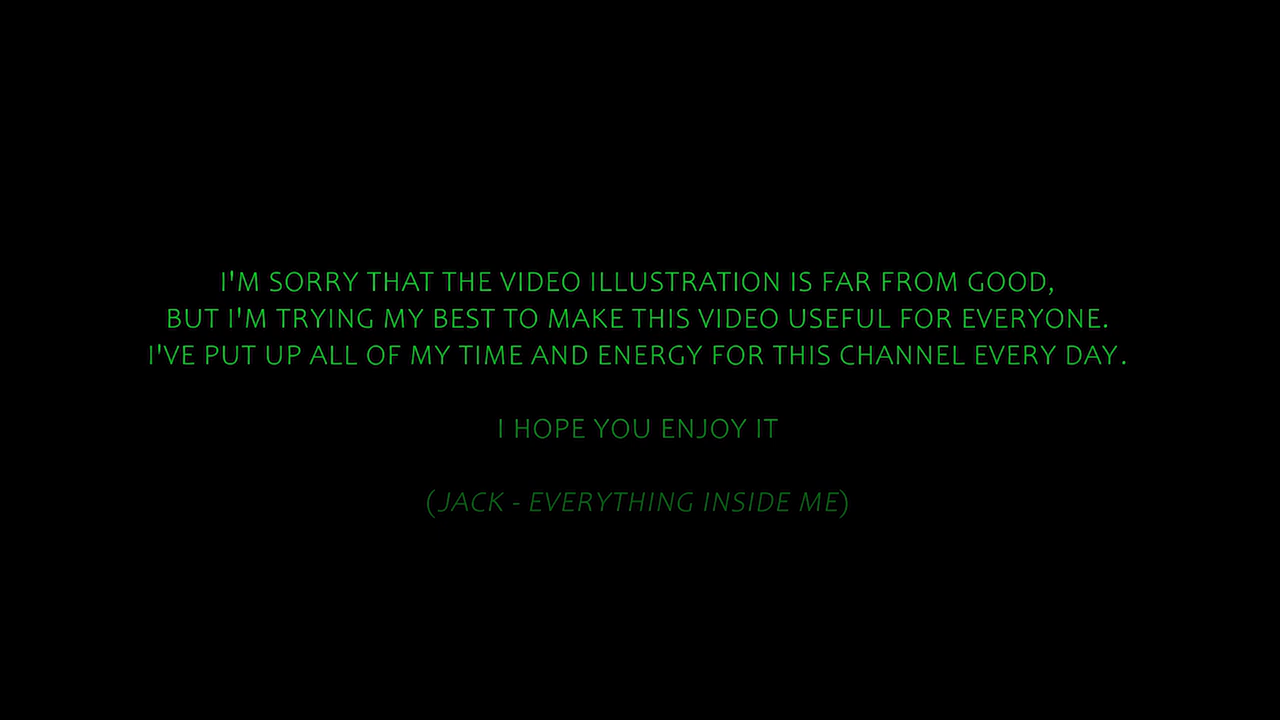 I'M SORRY THAT THE VIDEO ILLUSTRATION IS FAR FROM GOOD,
BUT I'M TRYING MY BEST TO MAKE THIS VIDEO USEFUL FOR EVERYONE.
I'VE PUT UP ALL OF MY TIME AND ENERGY FOR THIS CHANNEL EVERY DAY.
I HOPE YOU ENJOY IT
(JACK - EVERYTHING INSIDE ME)